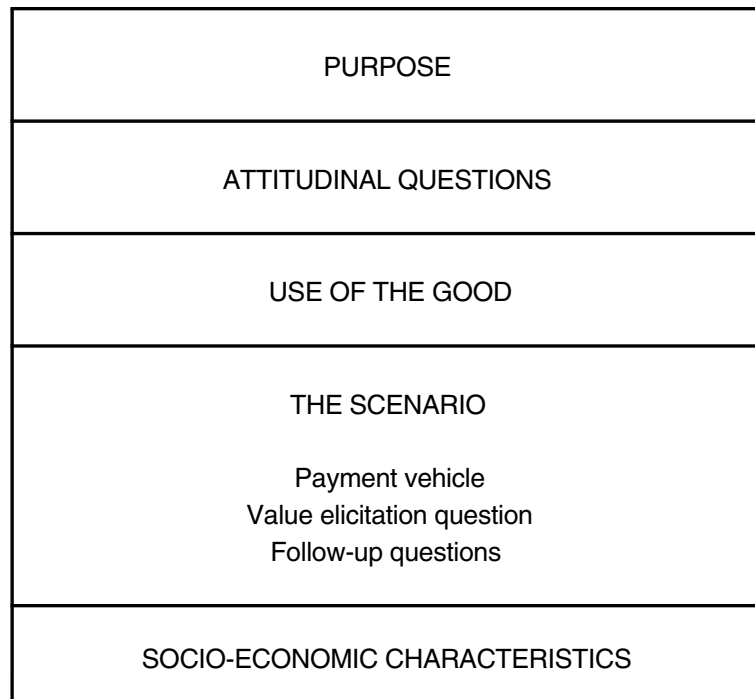 PURPOSE
ATTITUDINAL QUESTIONS
USE OF THE GOOD
THE SCENARIO
Payment vehicle
Value elicitation question
Follow-up questions
SOCIO-ECONOMIC CHARACTERISTICS